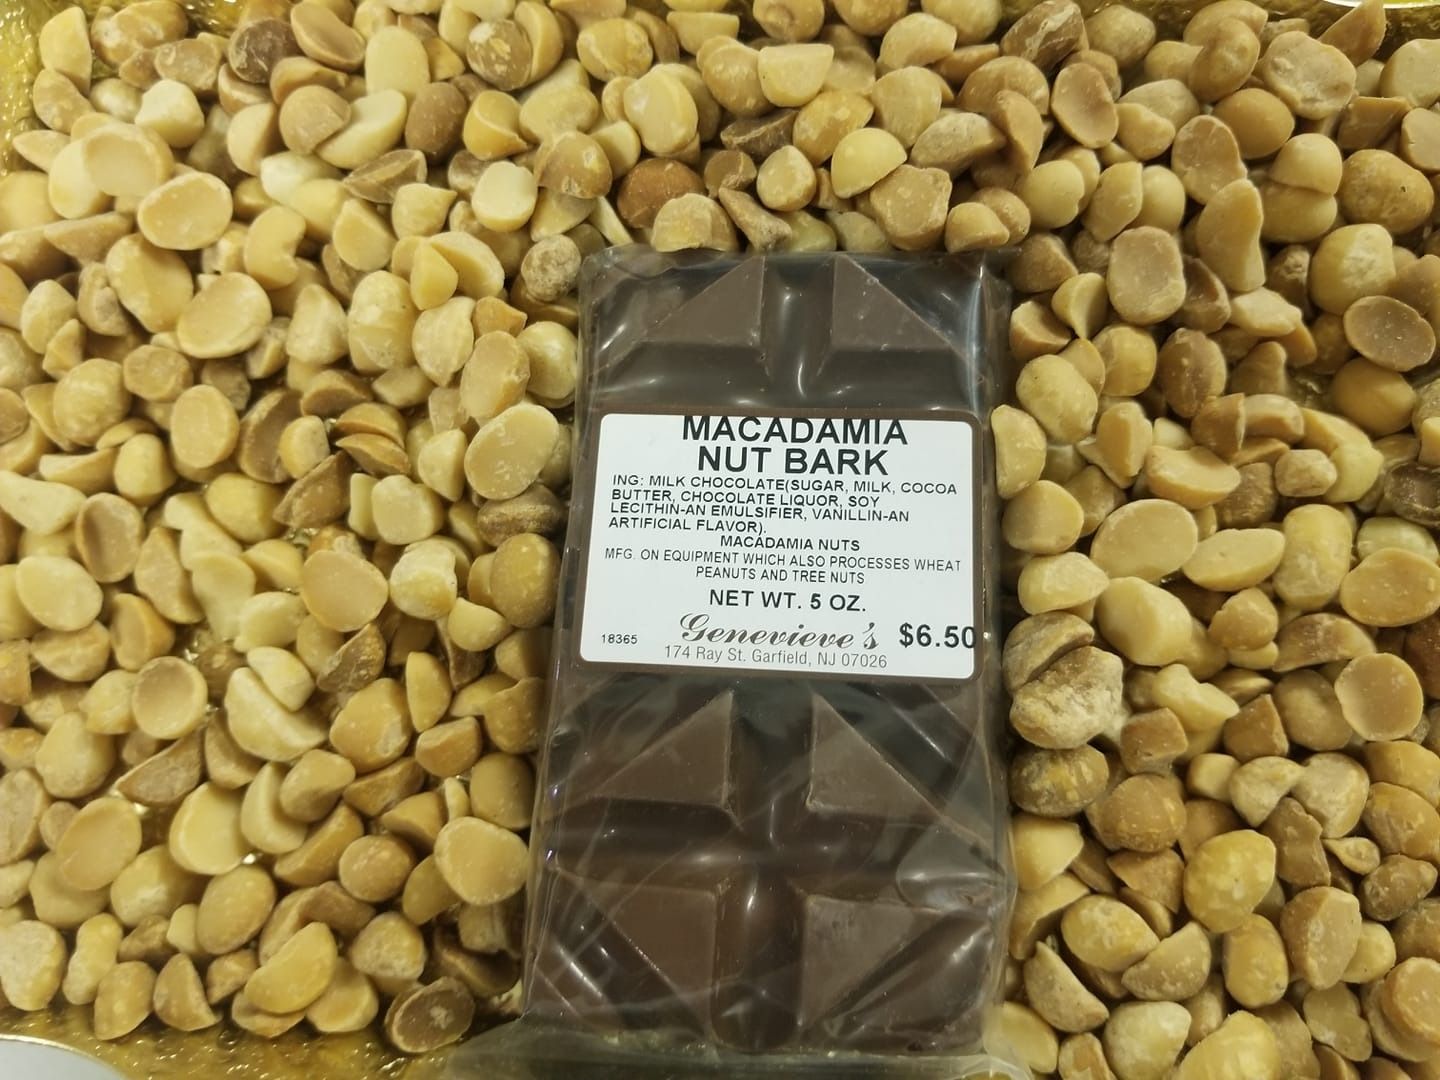 MACADAMIA
NUT BARK
ING: MILK CHOCOLATE(SUGAR, MILK, COCOA
BUTTER, CHOCOLATE LIQUOR, SOY
LECITHIN-AN EMULSIFIER, VANILLIN-AN
ARTIFICIAL FLAVOR).
MACADAMIA NUTS
MFG. ON EQUIPMENT WHICH ALSO PROCESSES WHEAT
PEANUTS AND TREE NUTS
NET WT. 5 OZ.
18365 Genevieve's $6.50
174 Ray St. Garfield, NJ 07026